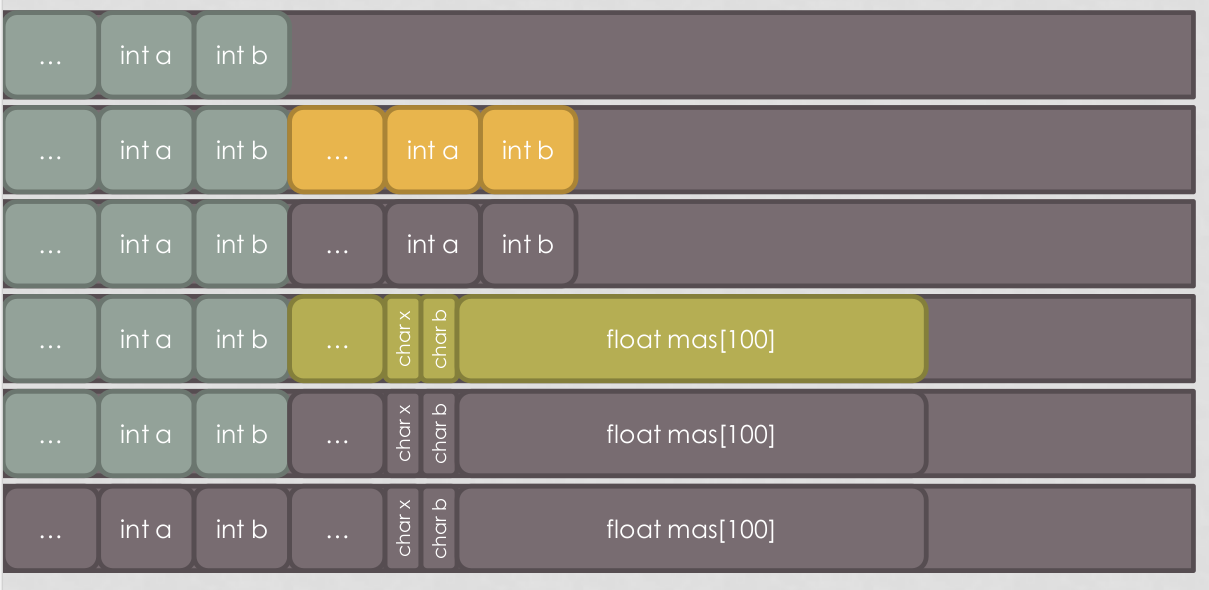 ... int a int b
... int a int b ... int a int b
... int a int b ... int a int b
... int a int b ... char x char b float mas[100]
... int a int b ... char x char b float mas[100]
... int a int b ... char x char b float mas[100]